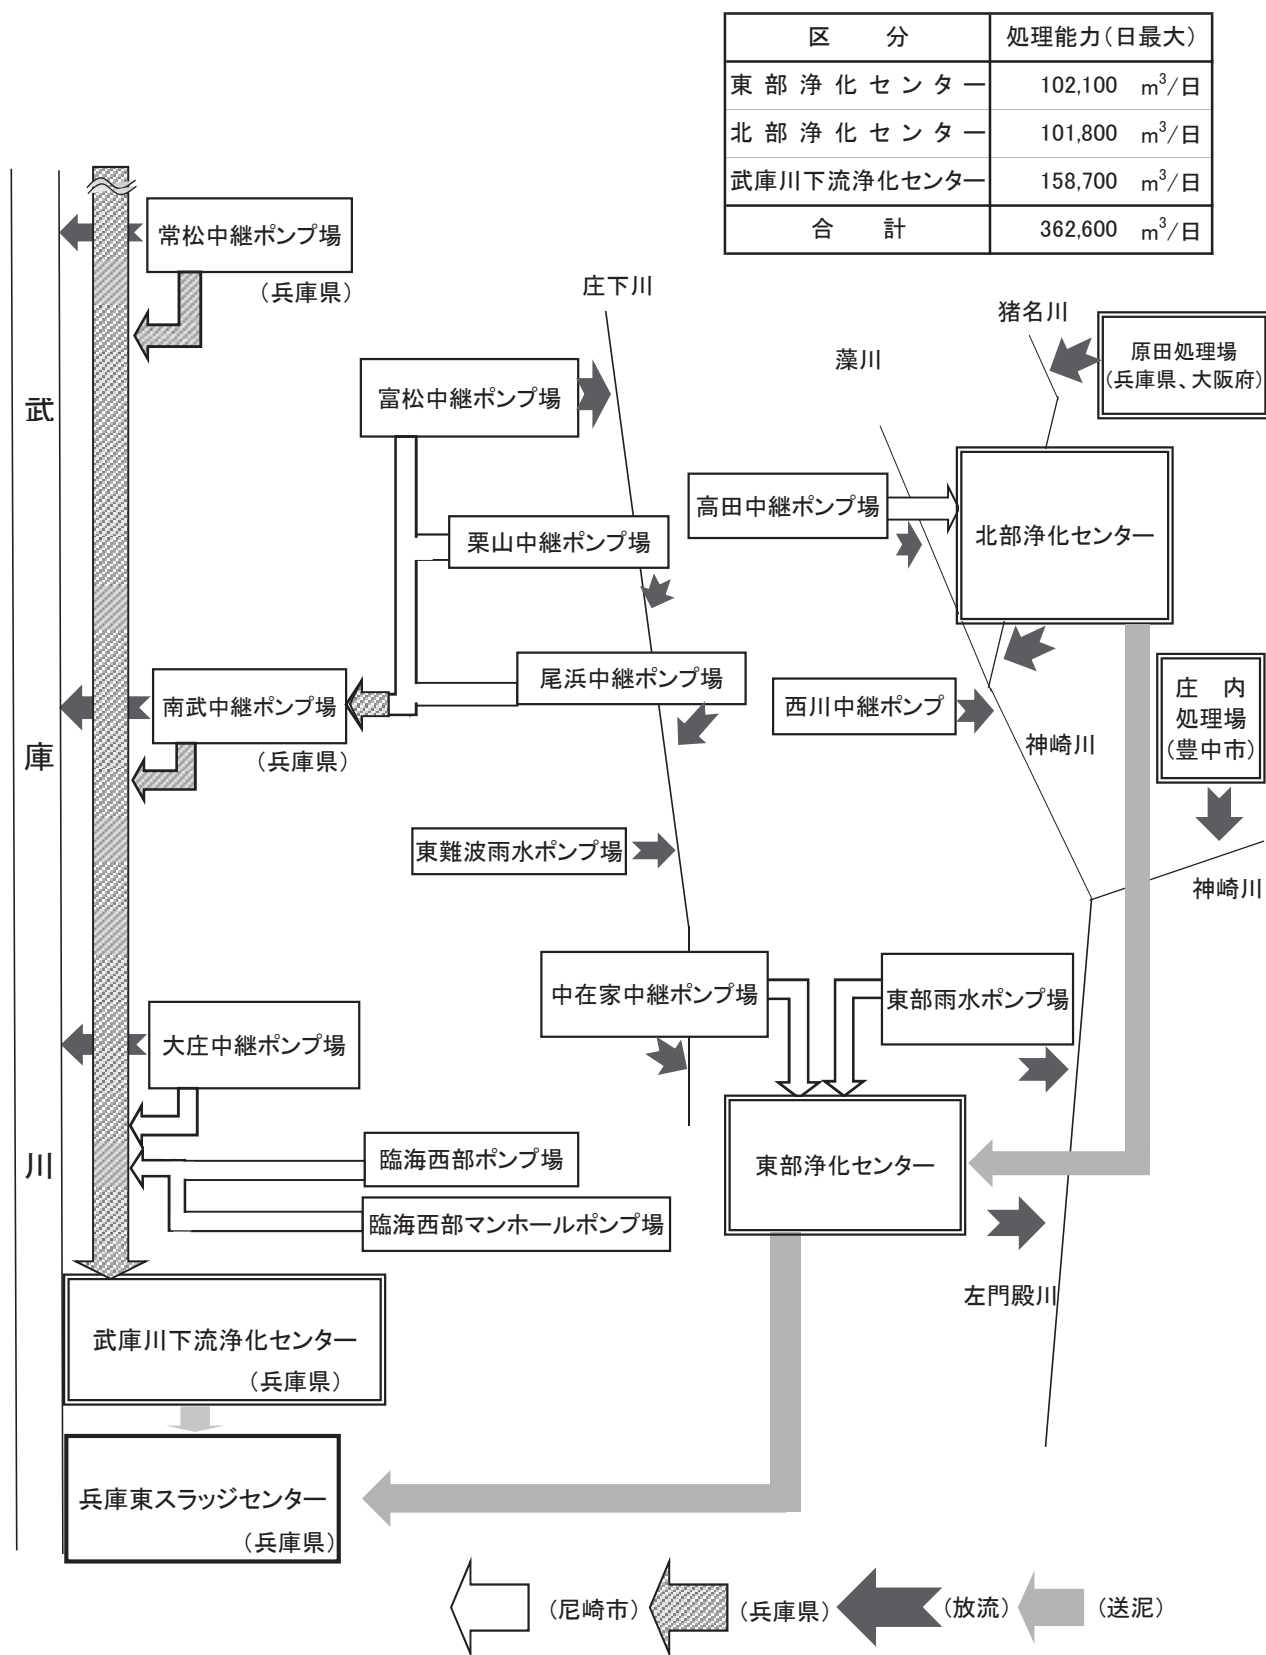 区　分　処理能力(日最大)
東部浄化センター　102,100　m³/日
北部浄化センター　101,800　m³/日
武庫川下流浄化センター　158,700　m³/日
合　計　362,600　m³/日
常松中継ポンプ場
(兵庫県)
庄下川
猪名川
原田処理場
(兵庫県、大阪府)
藻川
富松中継ポンプ場
武庫川
高田中継ポンプ場
北部浄化センター
栗山中継ポンプ場
尾浜中継ポンプ場
南武中継ポンプ場
(兵庫県)
西川中継ポンプ
神崎川
庄　内
処理場
(豊中市)
東難波雨水ポンプ場
神崎川
中在家中継ポンプ場
東部雨水ポンプ場
大庄中継ポンプ場
臨海西部ポンプ場
東部浄化センター
臨海西部マンホールポンプ場
左門殿川
武庫川下流浄化センター
(兵庫県)
兵庫東スラッジセンター
(兵庫県)
(尼崎市)　(兵庫県)　(放流)　(送泥)